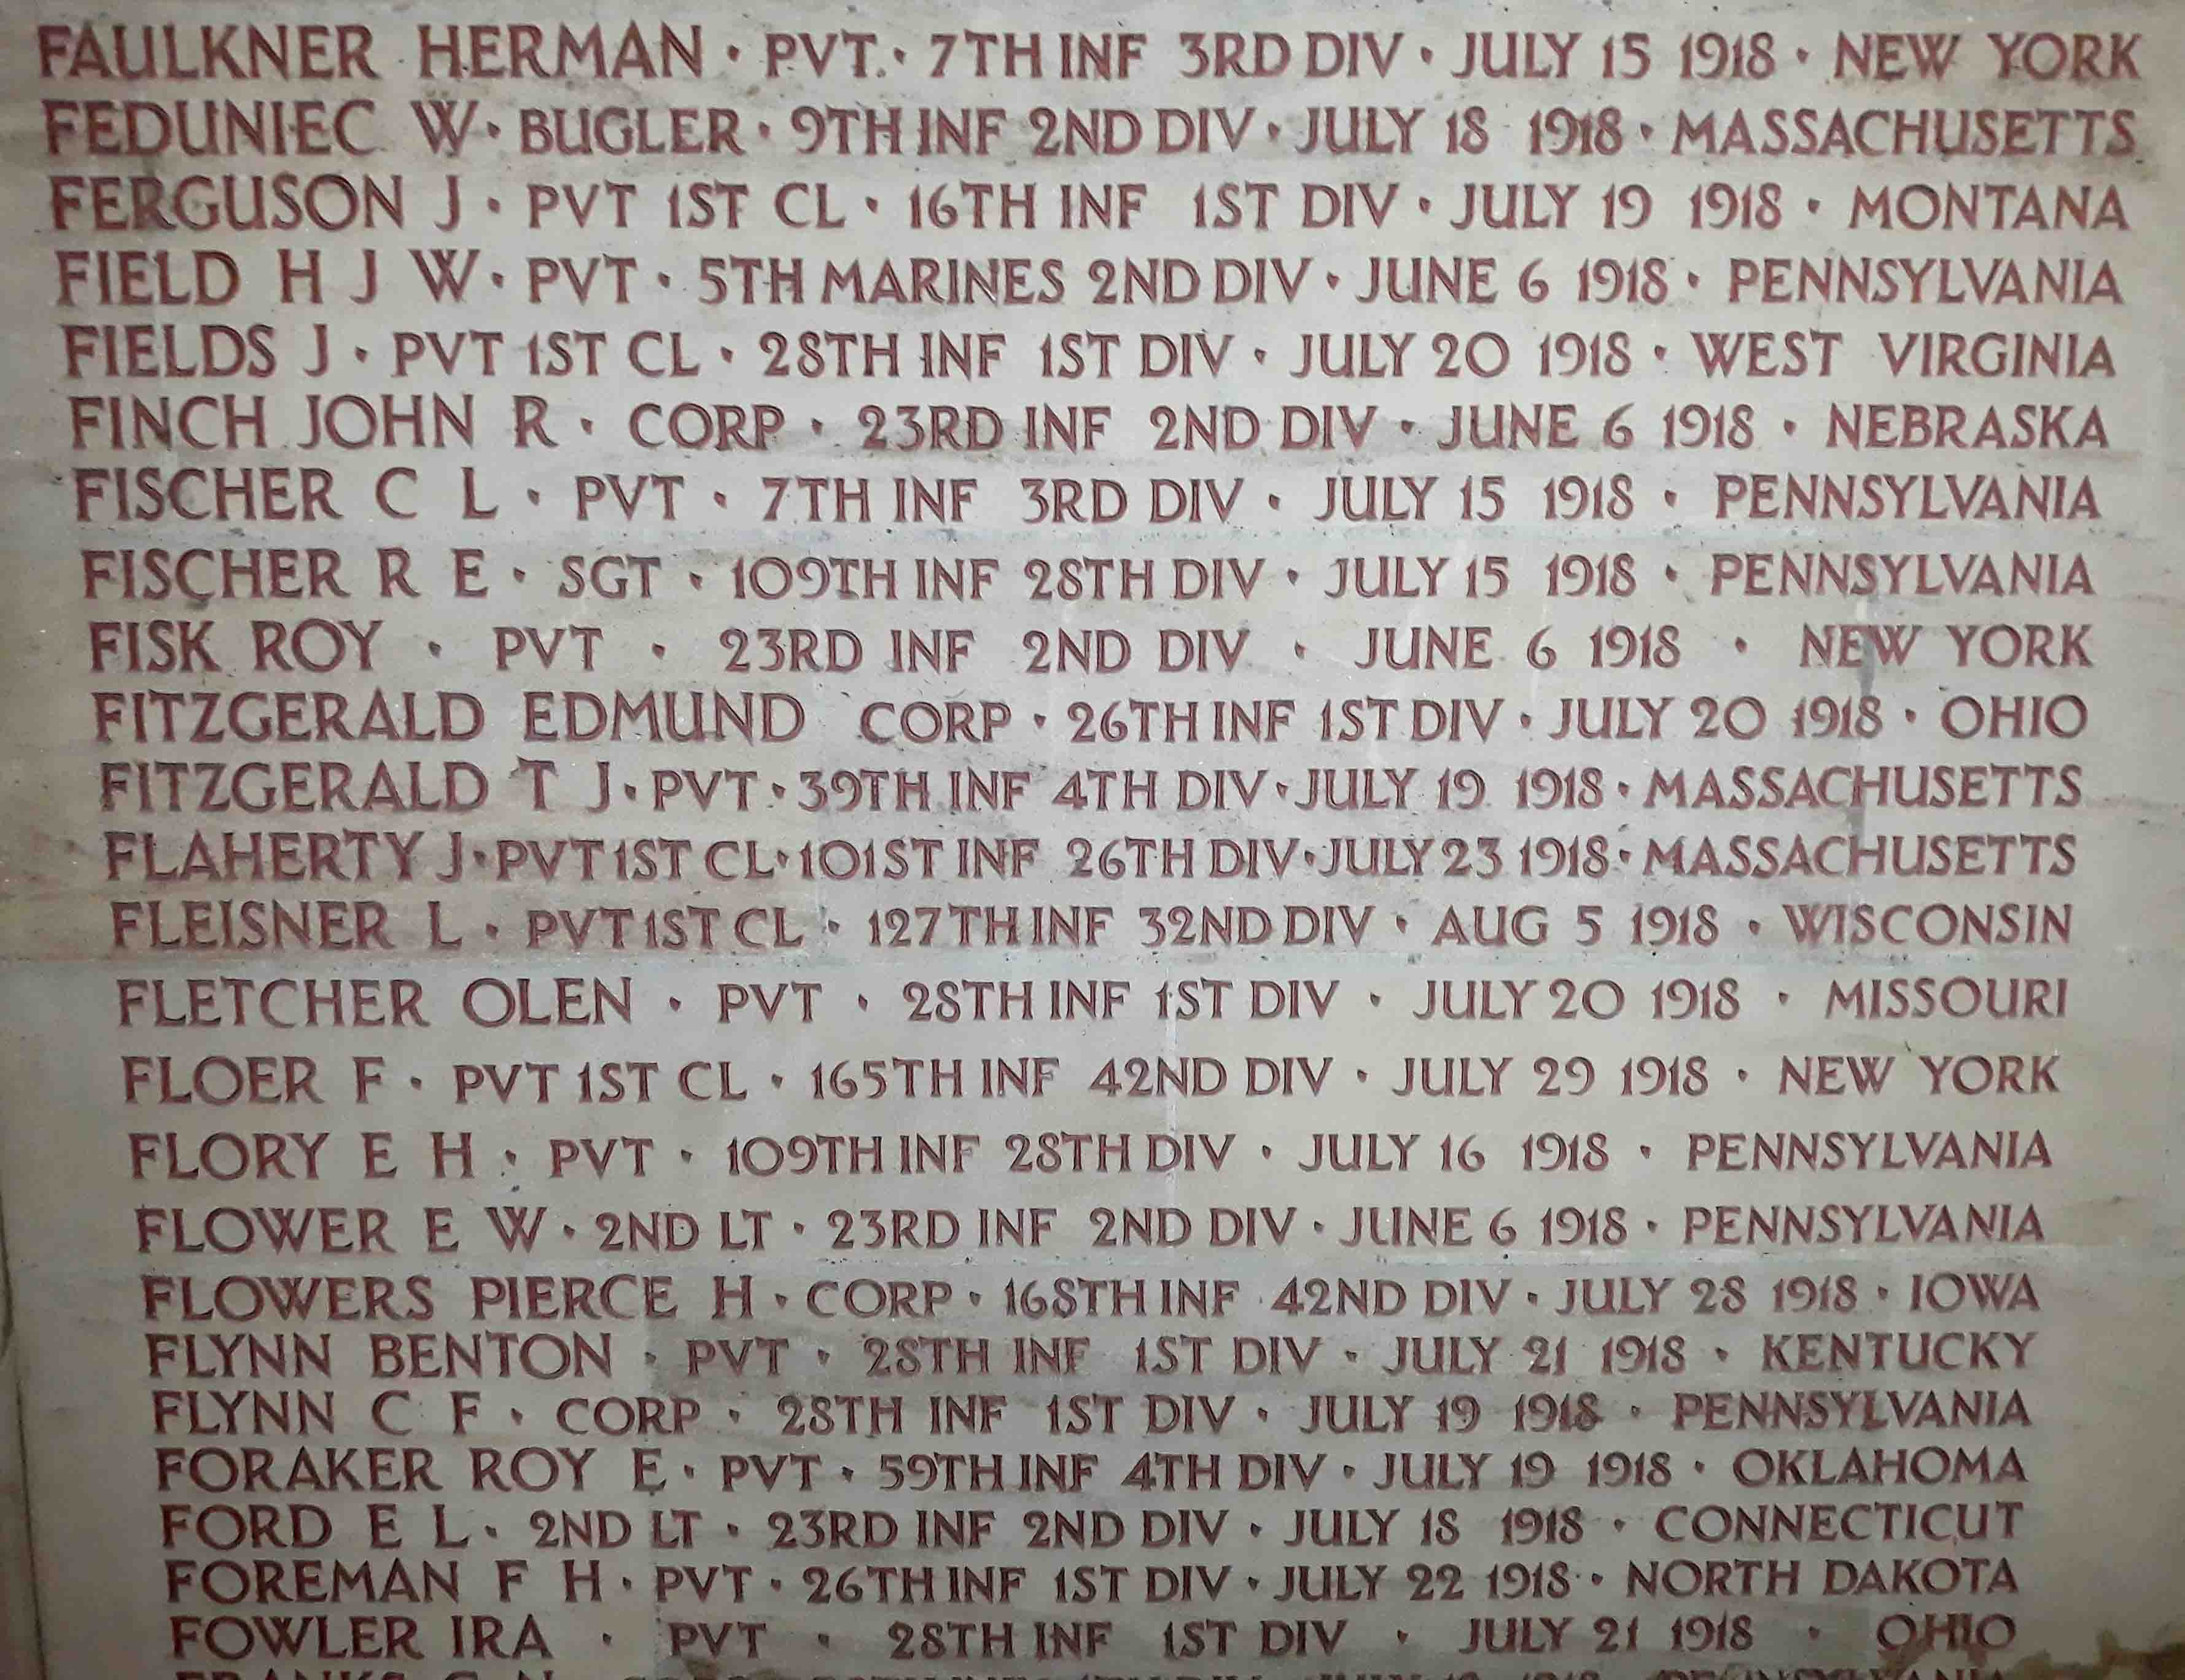 FAULKNER HERMAN · PVT · 7TH INF 3RD DIV · JULY 15 1918 · NEW YORK
FEDUNIEC W · BUGLER · 9TH INF 2ND DIV · JULY 18 1918 · MASSACHUSETTS
FERGUSON J · PVT 1ST CL · 16TH INF 1ST DIV · JULY 19 1918 · MONTANA
FIELD H J W · PVT · 5TH MARINES 2ND DIV · JUNE 6 1918 · PENNSYLVANIA
FIELDS J · PVT 1ST CL · 28TH INF 1ST DIV · JULY 20 1918 · WEST VIRGINIA
FINCH JOHN R · CORP · 23RD INF 2ND DIV · JUNE 6 1918 · NEBRASKA
FISCHER C L · PVT · 7TH INF 3RD DIV · JULY 15 1918 · PENNSYLVANIA
FISCHER R E · SGT · 109TH INF 28TH DIV · JULY 15 1918 · PENNSYLVANIA
FISK ROY · PVT · 23RD INF 2ND DIV · JUNE 6 1918 · NEW YORK
FITZGERALD EDMUND CORP · 26TH INF 1ST DIV · JULY 20 1918 · OHIO
FITZGERALD T J · PVT · 39TH INF 4TH DIV · JULY 19 1918 · MASSACHUSETTS
FLAHERTY J · PVT 1ST CL · 101ST INF 26TH DIV · JULY 23 1918 · MASSACHUSETTS
FLEISNER L · PVT 1ST CL · 127TH INF 32ND DIV · AUG 5 1918 · WISCONSIN
FLETCHER OLEN · PVT · 28TH INF 1ST DIV · JULY 20 1918 · MISSOURI
FLOER F · PVT 1ST CL · 165TH INF 42ND DIV · JULY 29 1918 · NEW YORK
FLORY E H · PVT · 109TH INF 28TH DIV · JULY 16 1918 · PENNSYLVANIA
FLOWER E W · 2ND LT · 23RD INF 2ND DIV · JUNE 6 1918 · PENNSYLVANIA
FLOWERS PIERCE H · CORP · 168TH INF 42ND DIV · JULY 28 1918 · IOWA
FLYNN BENTON · PVT · 28TH INF 1ST DIV · JULY 21 1918 · KENTUCKY
FLYNN C F · CORP · 28TH INF 1ST DIV · JULY 19 1918 · PENNSYLVANIA
FORAKER ROY E · PVT · 59TH INF 4TH DIV · JULY 19 1918 · OKLAHOMA
FORD E L · 2ND LT · 23RD INF 2ND DIV · JULY 18 1918 · CONNECTICUT
FOREMAN F H · PVT · 26TH INF 1ST DIV · JULY 22 1918 · NORTH DAKOTA
FOWLER IRA · PVT · 28TH INF 1ST DIV · JULY 21 1918 · OHIO